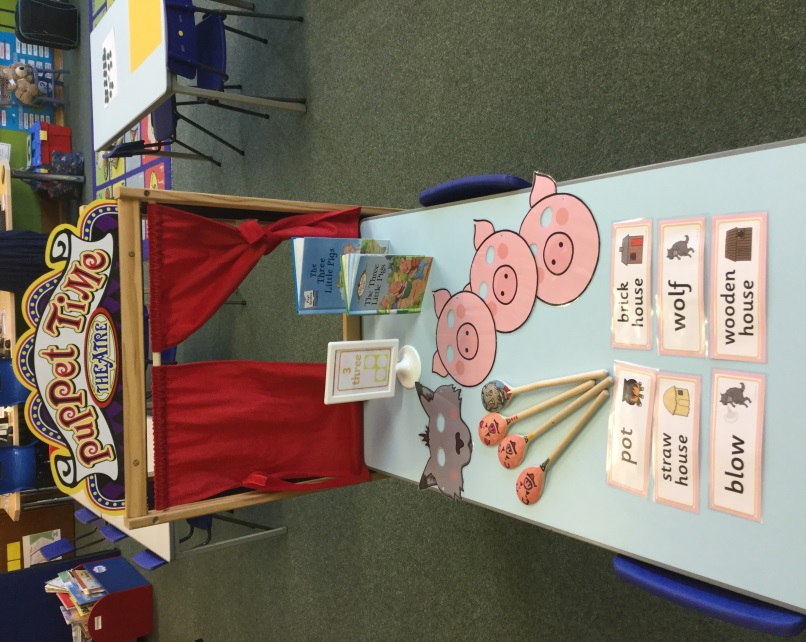 Puppet Time
THEATRE
The
Three
Little Pigs
The Three
Little Pigs
3
three
pot
brick
house
straw
house
wolf
blow
wooden
house